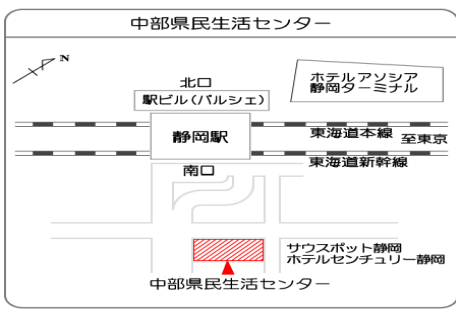 中部県民生活センター
N
北口
駅ビル(パルシェ)
ホテルアソシア
静岡ターミナル
静岡駅
東海道本線
至東京
東海道新幹線
南口
サウスポット静岡
ホテルセンチュリー静岡
中部県民生活センター